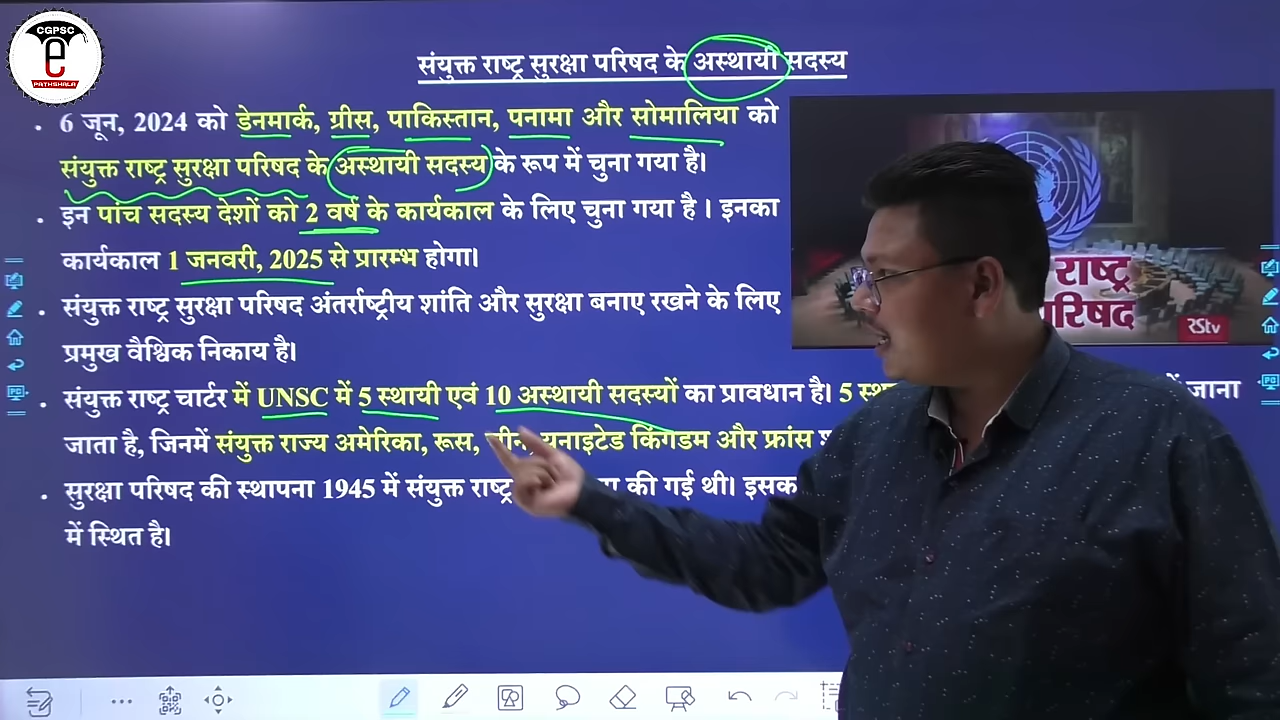 CGPSC
e
PATHSHALA
संयुक्त राष्ट्र सुरक्षा परिषद के अस्थायी सदस्य
• 6 जून, 2024 को डेनमार्क, ग्रीस, पाकिस्तान, पनामा और सोमालिया को
संयुक्त राष्ट्र सुरक्षा परिषद के अस्थायी सदस्य के रूप में चुना गया है।
• इन पांच सदस्य देशों को 2 वर्ष के कार्यकाल के लिए चुना गया है । इनका
कार्यकाल 1 जनवरी, 2025 से प्रारम्भ होगा।
• संयुक्त राष्ट्र सुरक्षा परिषद अंतर्राष्ट्रीय शांति और सुरक्षा बनाए रखने के लिए
प्रमुख वैश्विक निकाय है।
• संयुक्त राष्ट्र चार्टर में UNSC में 5 स्थायी एवं 10 अस्थायी सदस्यों का प्रावधान है। 5 जाना
जाता है, जिनमें संयुक्त राज्य अमेरिका, रूस, यूनाइटेड किंगडम और फ्रांस
• सुरक्षा परिषद की स्थापना 1945 में संयुक्त राष्ट्र की गई थी।
में स्थित है।
राष्ट्र
RStv